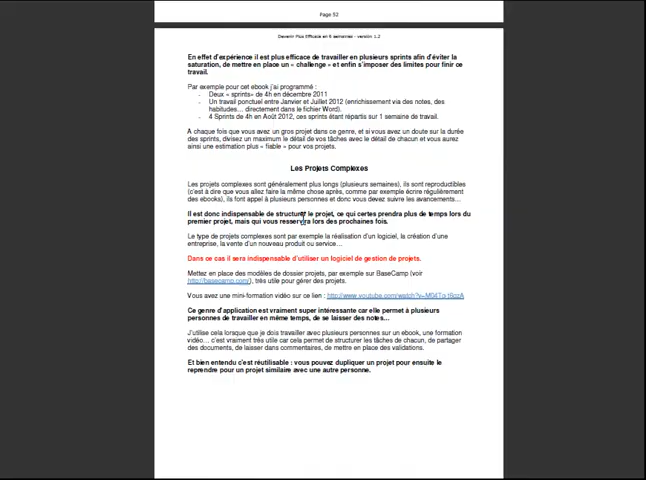 Page 52
Devenir Plus Efficace en 6 semaines - version 1.2
En effet d'expérience il est plus efficace de travailler en plusieurs sprints afin d'éviter la
saturation, de mettre en place un « challenge » et enfin s'imposer des limites pour finir ce
travail.
Par exemple pour cet ebook j'ai programmé :
- Deux « sprints» de 4h en décembre 2011
- Un travail ponctuel entre Janvier et Juillet 2012 (enrichissement via des notes, des
habitudes… directement dans le fichier Word).
- 4 Sprints de 4h en Août 2012, ces sprints étant répartis sur 1 semaine de travail.
A chaque fois que vous avez un gros projet dans ce genre, et si vous avez un doute sur la durée
des sprints, divisez un maximum le détail de vos tâches avec le détail de chacun et vous aurez
ainsi une estimation plus « fiable » pour vos projets.
Les Projets Complexes
Les projets complexes sont généralement plus longs (plusieurs semaines), ils sont reproductibles
(c'est à dire que vous allez faire la même chose après, comme par exemple écrire régulièrement
des ebooks), ils font appel à plusieurs personnes et donc vous devez suivre les avancements…
Il est donc indispensable de structurer le projet, ce qui certes prendra plus de temps lors du
premier projet, mais qui vous resservira lors des prochaines fois.
Le type de projets complexes sont par exemple la réalisation d'un logiciel, la création d'une
entreprise, la vente d'un nouveau produit ou service…
Dans ce cas il sera indispensable d'utiliser un logiciel de gestion de projets.
Mettez en place des modèles de dossier projets, par exemple sur BaseCamp (voir
http://basecamp.com/), très utile pour gérer des projets.
Vous avez une mini-formation vidéo sur ce lien :
Ce genre d'application est vraiment super intéressante car elle permet à plusieurs
personnes de travailler en même temps, de se laisser des notes…
J'utilise cela lorsque je dois travailler avec plusieurs personnes sur un ebook, une formation
vidéo… c'est vraiment très utile car cela permet de structurer les tâches de chacun, de partager
des documents, de laisser dans commentaires, de mettre en place des validations.
Et bien entendu c'est réutilisable : vous pouvez dupliquer un projet pour ensuite le
reprendre pour un projet similaire avec une autre personne.